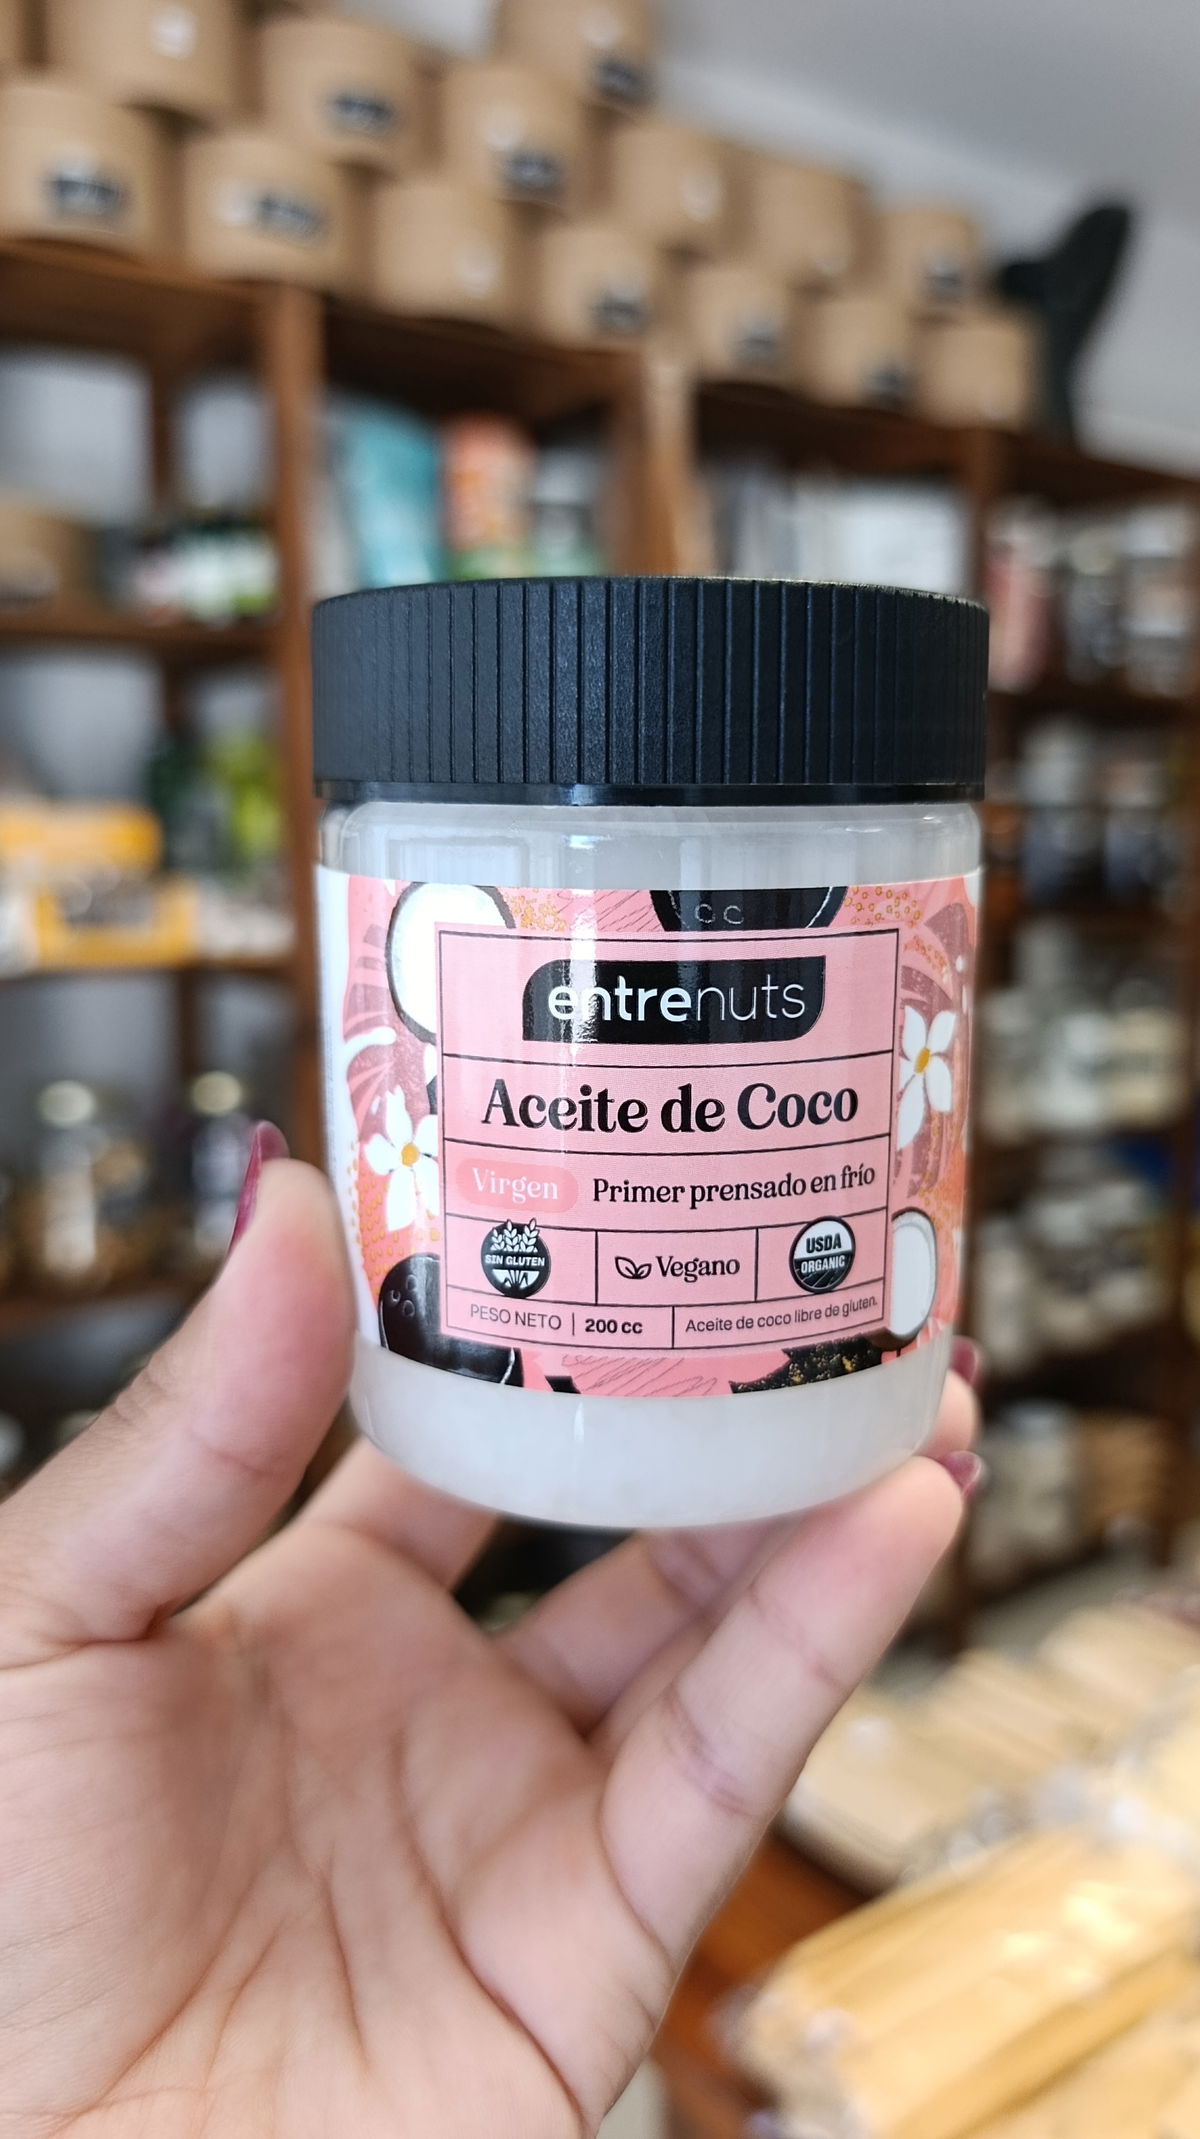 entrenuts
Aceite de Coco
Virgen Primer prensado en frío
SIN GLUTEN
Vegano
USDA
ORGANIC
PESO NETO | 200 cc
Aceite de coco libre de gluten.